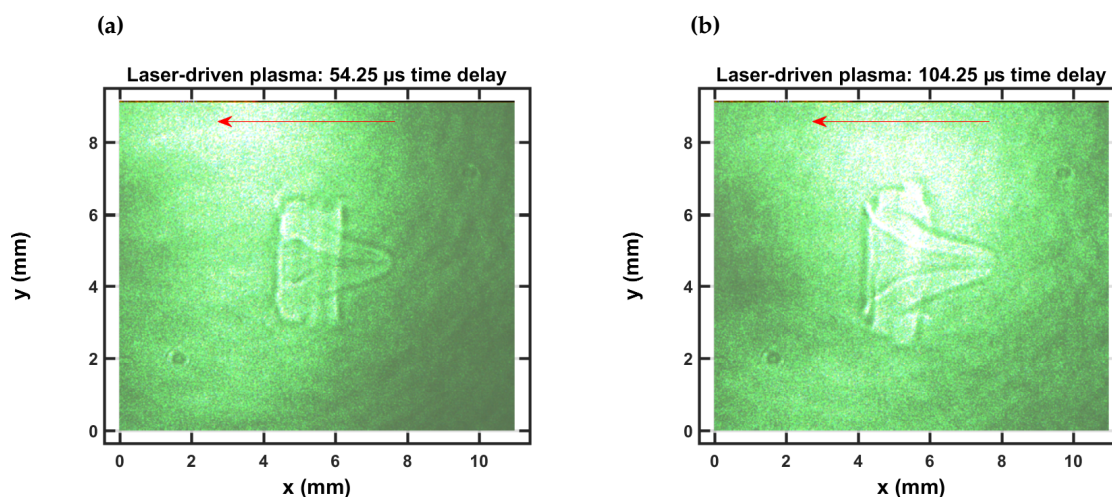 (a)
Laser-driven plasma: 54.25 µs time delay
8
6
4
2
0
y (mm)
0 2 4 6 8 10
x (mm)
(b)
Laser-driven plasma: 104.25 µs time delay
8
6
4
2
0
y (mm)
0 2 4 6 8 10
x (mm)